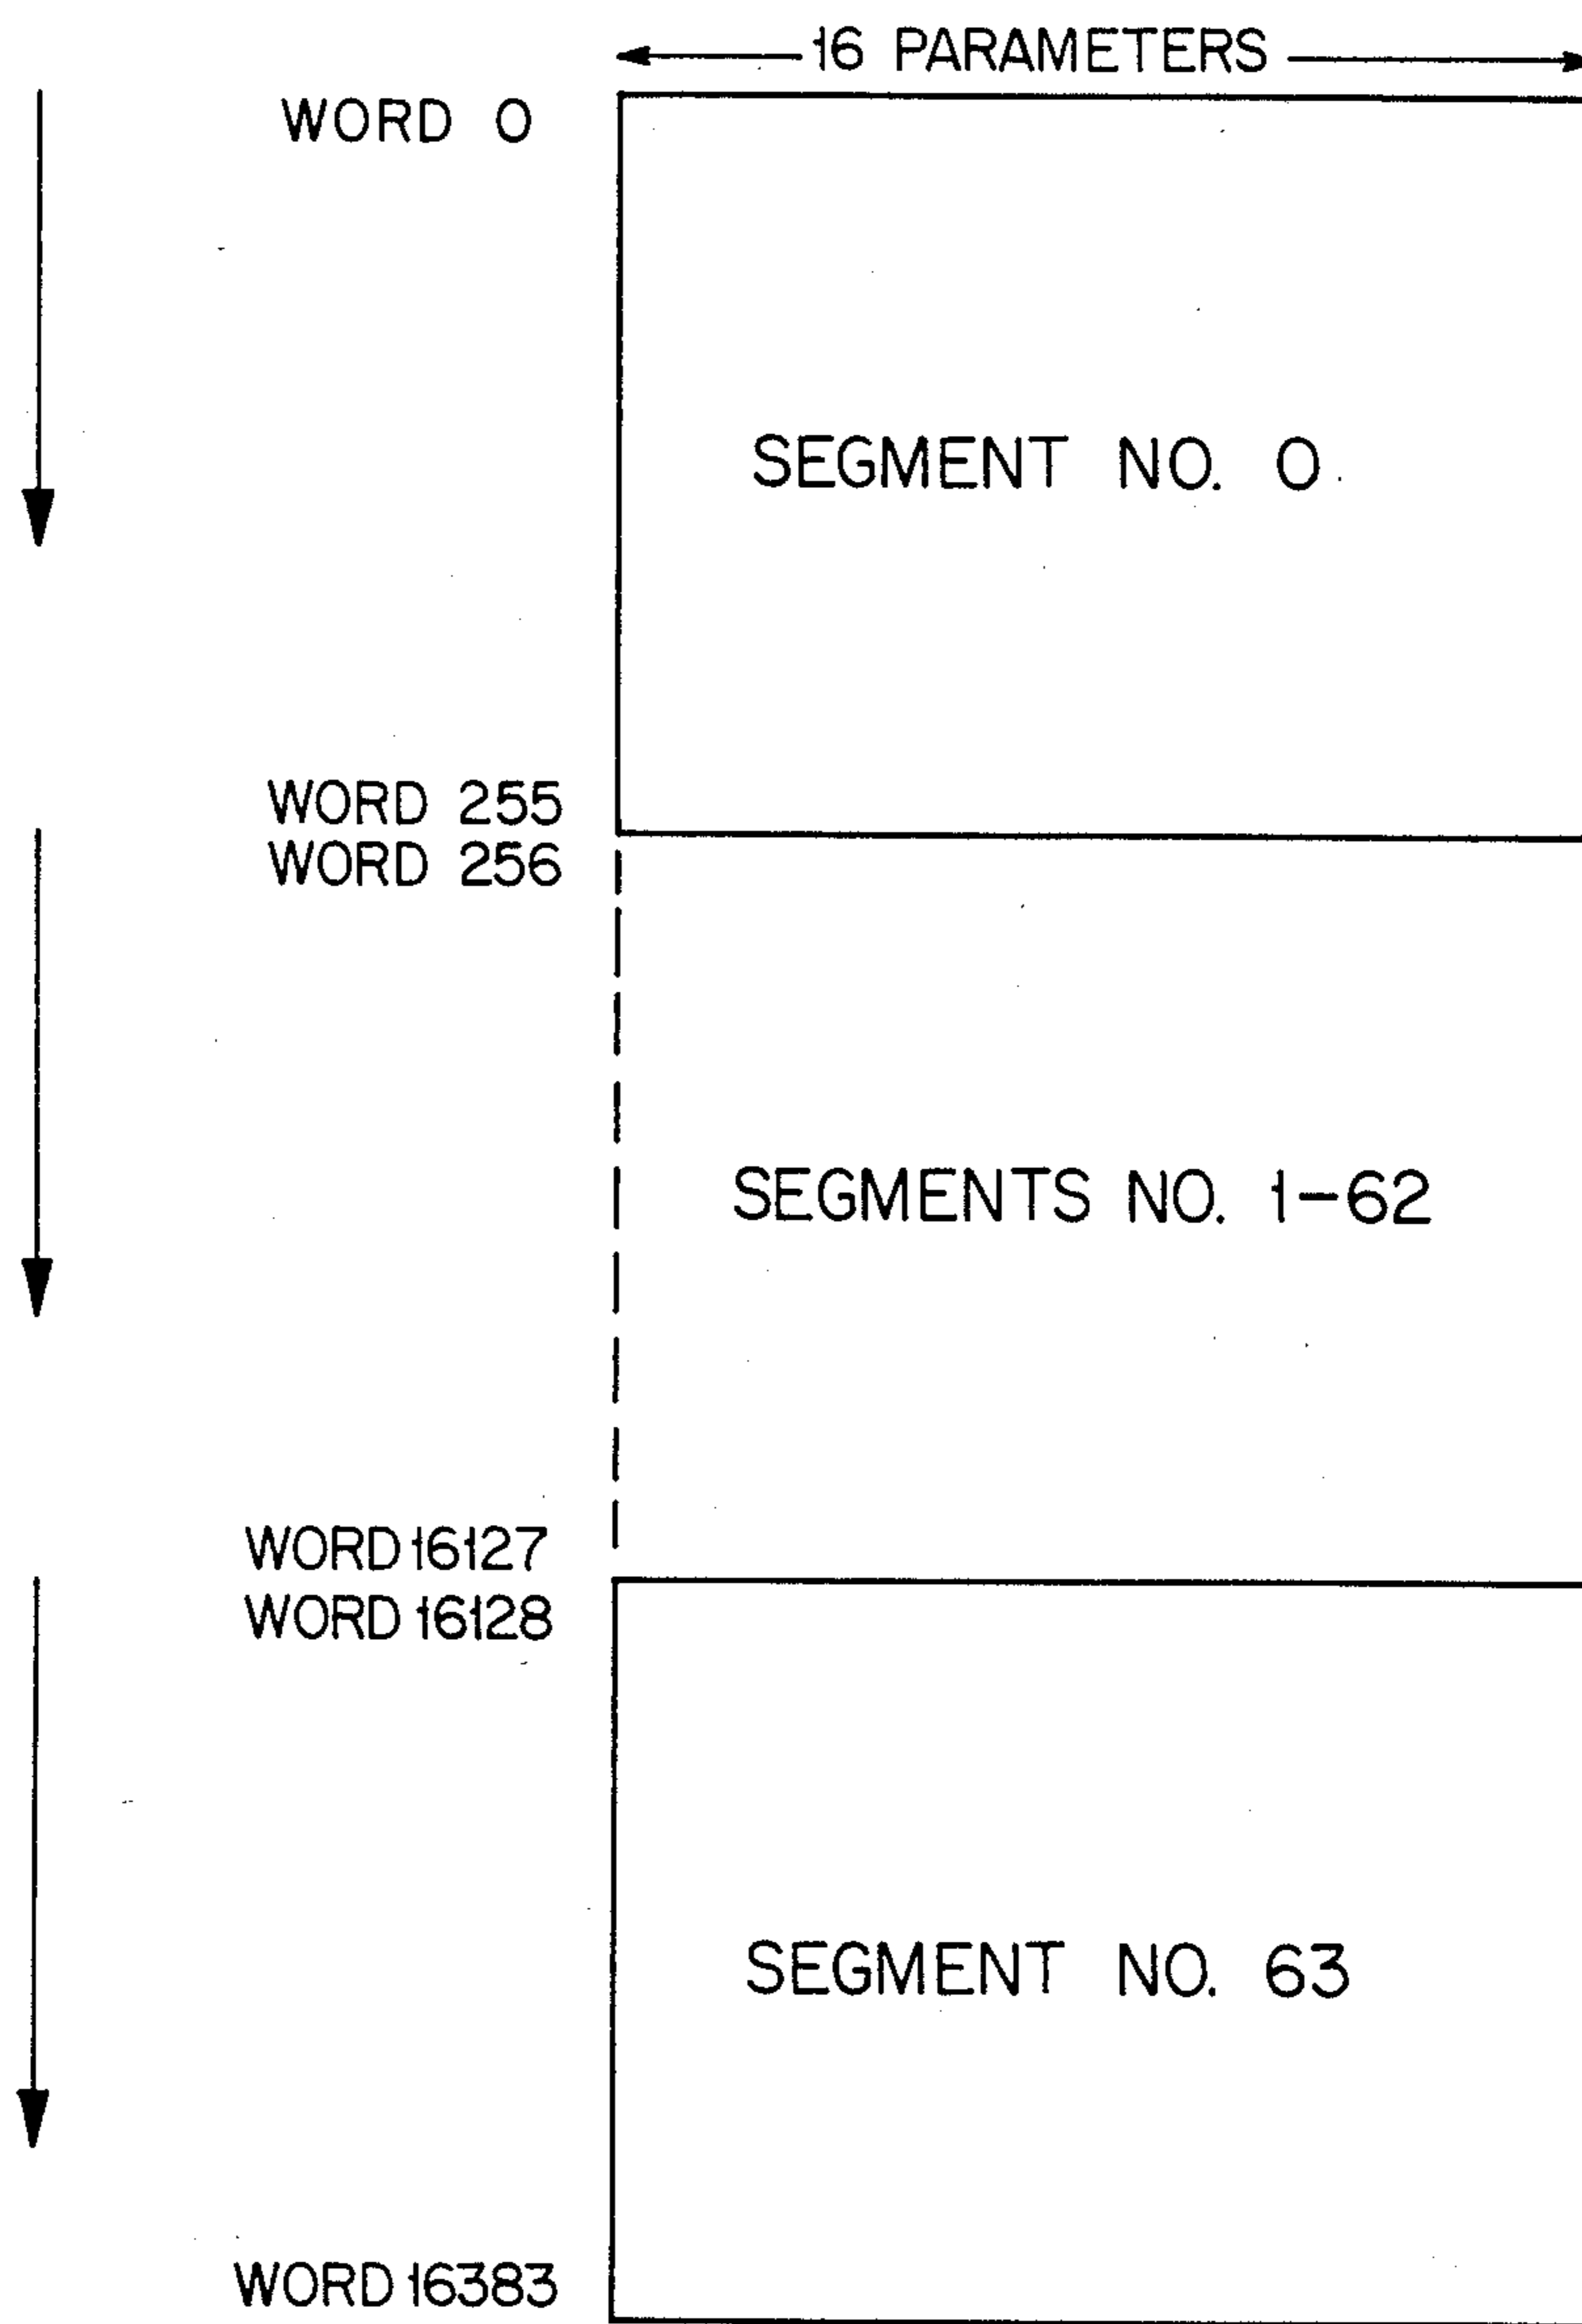 16 PARAMETERS
WORD 0
SEGMENT NO. 0
WORD 255
WORD 256
SEGMENTS NO. 1-62
WORD 16127
WORD 16128
SEGMENT NO. 63
WORD 16383